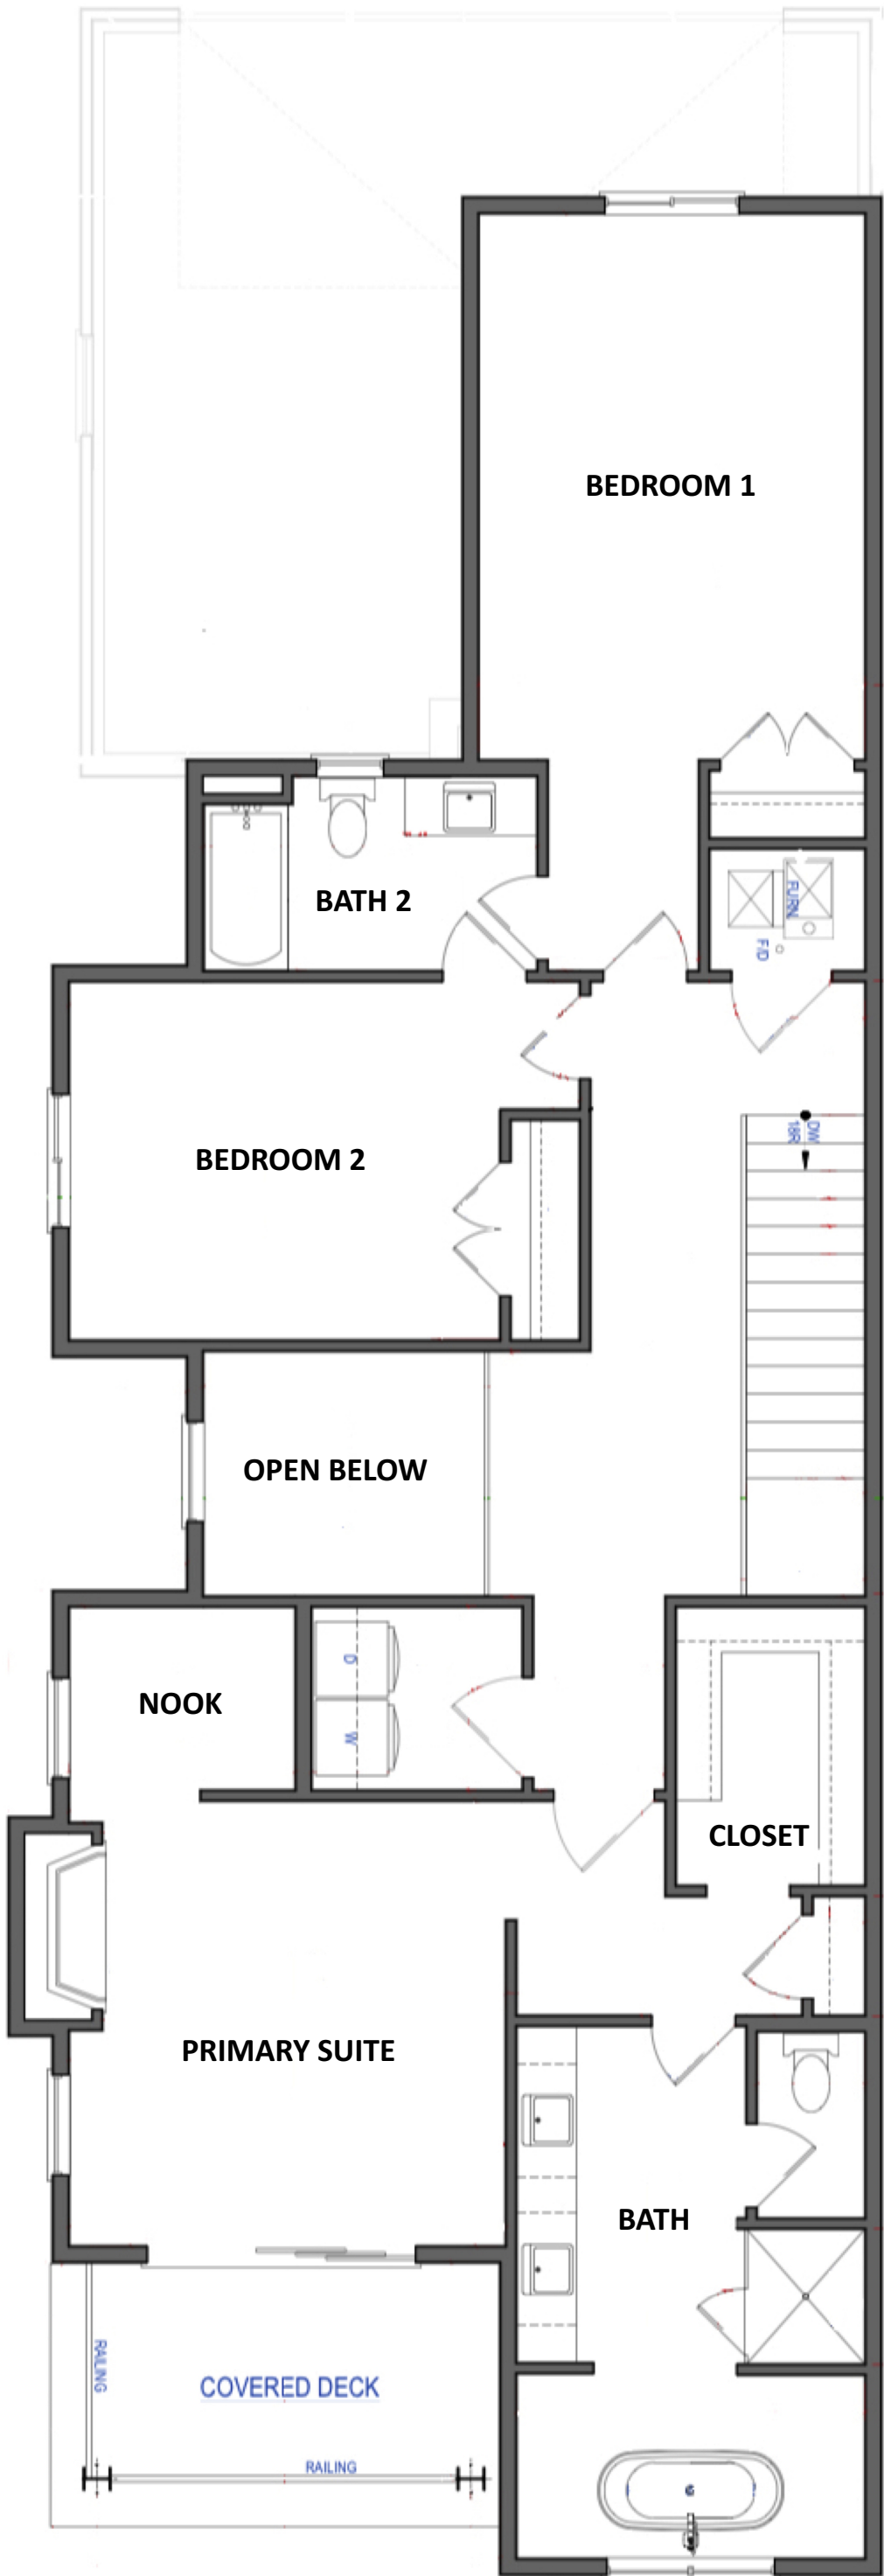 BEDROOM 1
BATH 2
FURN
F/D
DW
18R
BEDROOM 2
OPEN BELOW
NOOK
D
W
CLOSET
PRIMARY SUITE
BATH
RAILING
COVERED DECK
RAILING